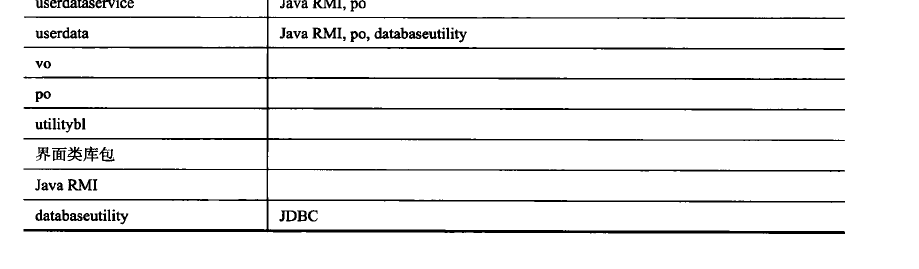 userdataservice Java RMI, po
userdata Java RMI, po, databaseutility
vo
po
utilitybl
界面类库包
Java RMI
databaseutility JDBC